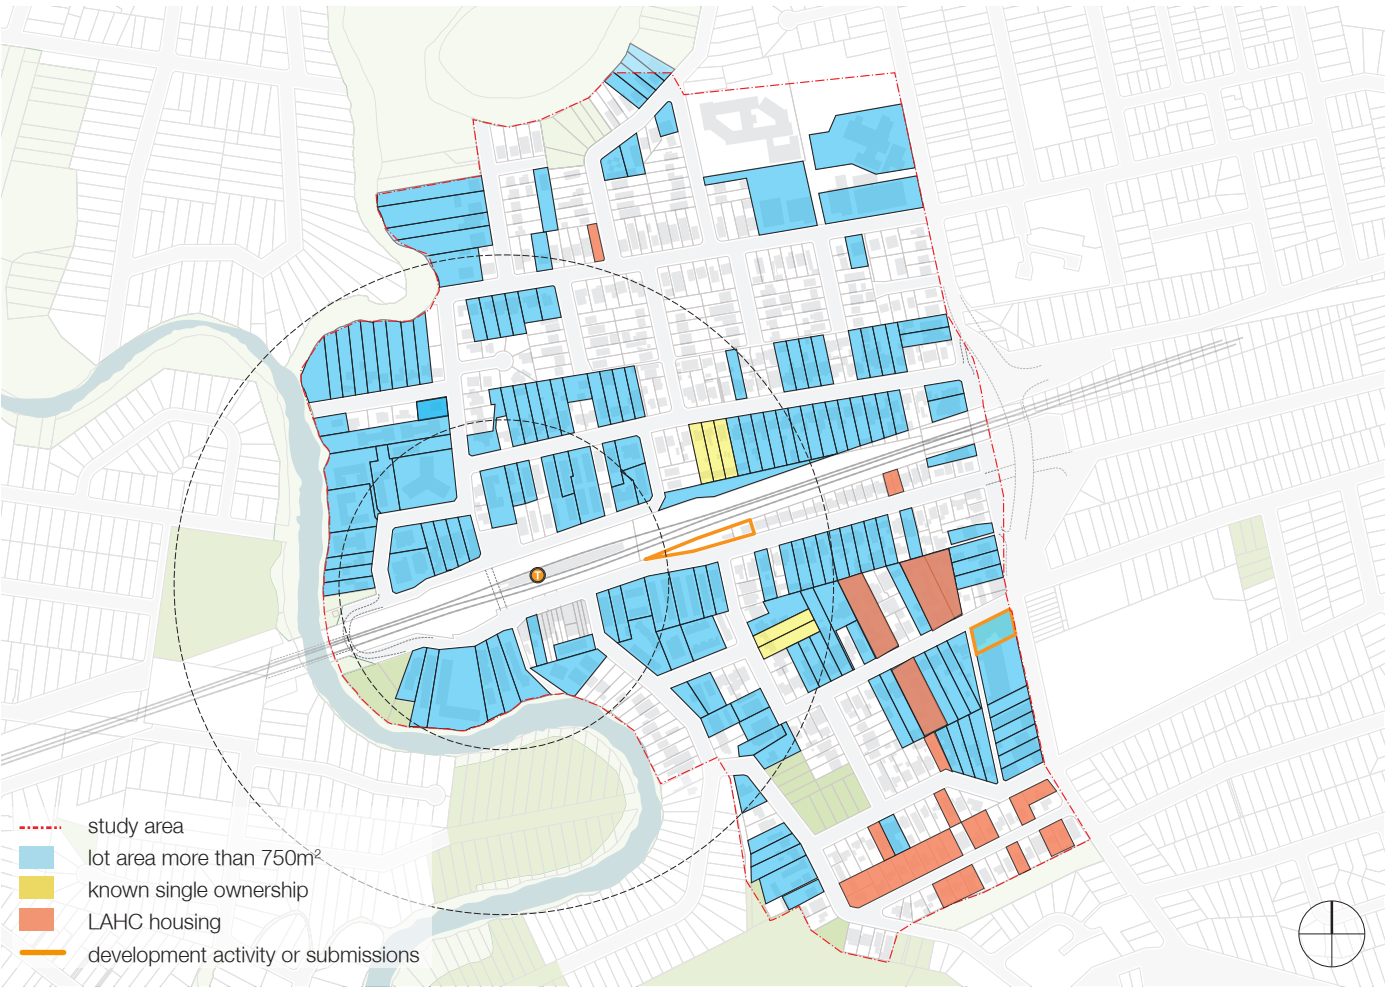 T
study area
lot area more than 750m²
known single ownership
LAHC housing
development activity or submissions